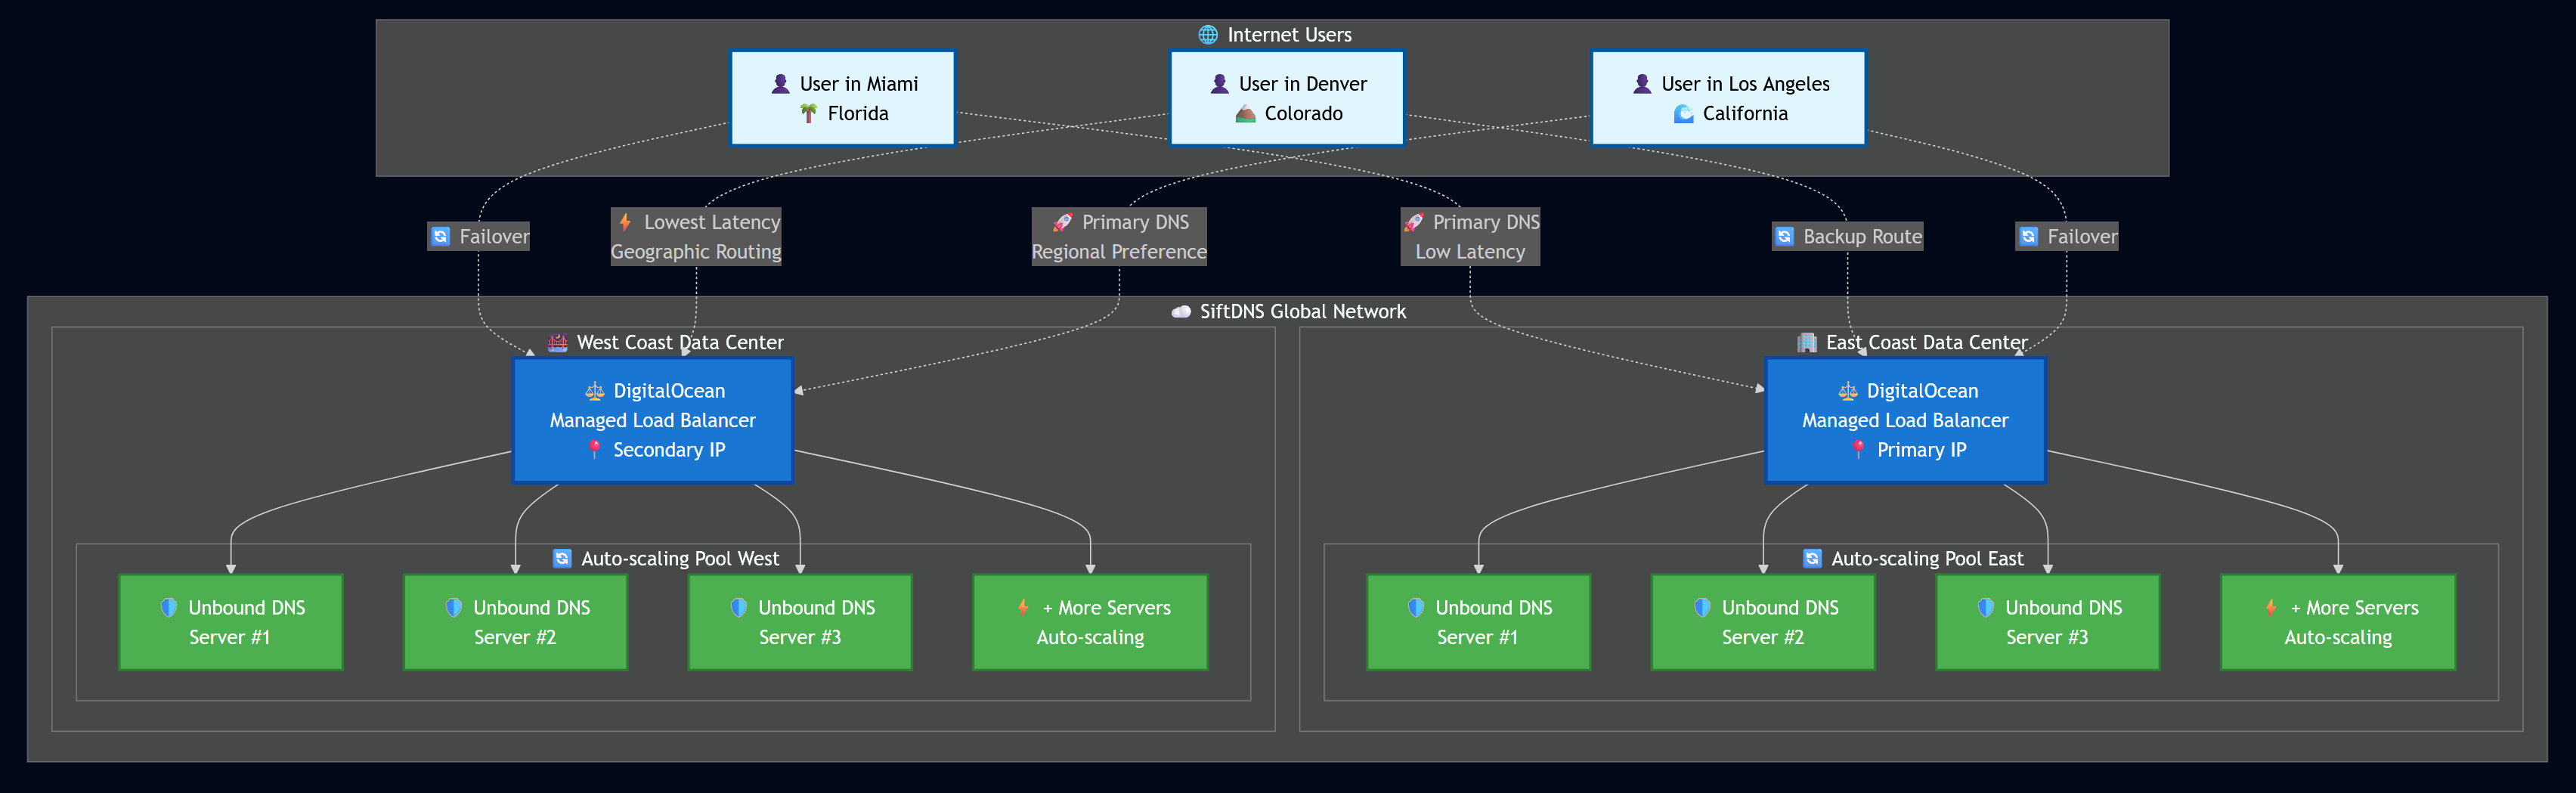 🌐 Internet Users
👤 User in Miami
🌴 Florida
👤 User in Denver
⛰️ Colorado
👤 User in Los Angeles
🌊 California
🔄 Failover
⚡ Lowest Latency
Geographic Routing
🚀 Primary DNS
Regional Preference
🚀 Primary DNS
Low Latency
🔄 Backup Route
🔄 Failover
☁️ SiftDNS Global Network
🌉 West Coast Data Center
⚖️ DigitalOcean
Managed Load Balancer
📍 Secondary IP
🔄 Auto-scaling Pool West
🛡️ Unbound DNS
Server #1
🛡️ Unbound DNS
Server #2
🛡️ Unbound DNS
Server #3
⚡ + More Servers
Auto-scaling
🏢 East Coast Data Center
⚖️ DigitalOcean
Managed Load Balancer
📍 Primary IP
🔄 Auto-scaling Pool East
🛡️ Unbound DNS
Server #1
🛡️ Unbound DNS
Server #2
🛡️ Unbound DNS
Server #3
⚡ + More Servers
Auto-scaling